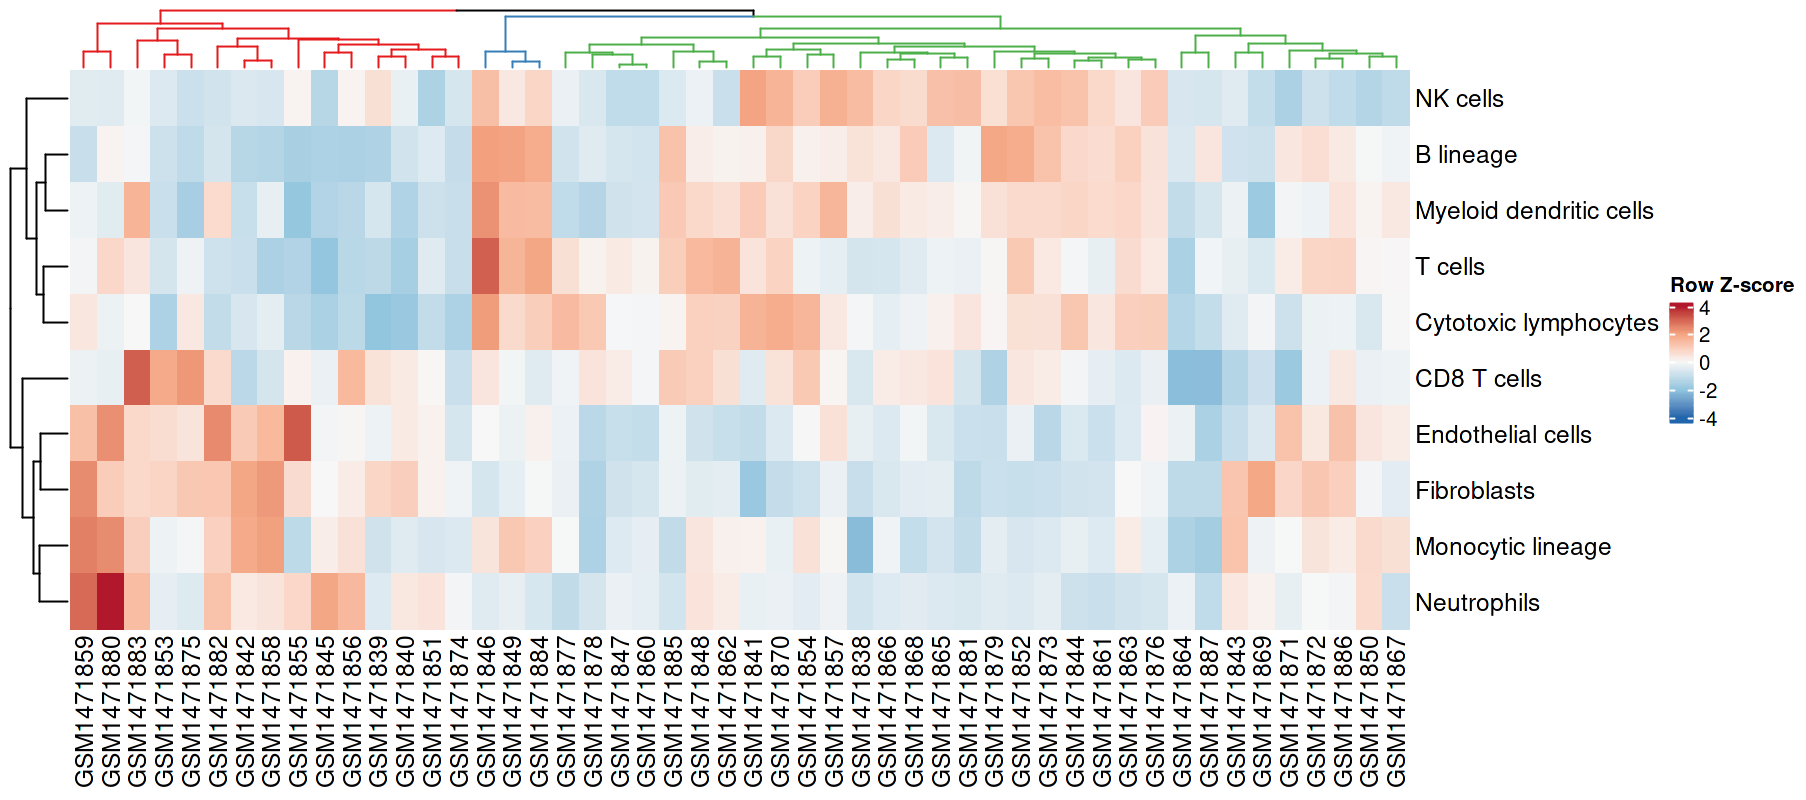 NK cells
B lineage
Myeloid dendritic cells
T cells
Cytotoxic lymphocytes
CD8 T cells
Endothelial cells
Fibroblasts
Monocytic lineage
Neutrophils
Row Z-score
4
2
0
-2
-4
GSM1471859
GSM1471880
GSM1471883
GSM1471853
GSM1471875
GSM1471882
GSM1471842
GSM1471858
GSM1471855
GSM1471845
GSM1471856
GSM1471839
GSM1471840
GSM1471851
GSM1471874
GSM1471846
GSM1471849
GSM1471884
GSM1471877
GSM1471878
GSM1471847
GSM1471860
GSM1471885
GSM1471848
GSM1471862
GSM1471841
GSM1471870
GSM1471854
GSM1471857
GSM1471838
GSM1471866
GSM1471868
GSM1471865
GSM1471881
GSM1471879
GSM1471852
GSM1471873
GSM1471844
GSM1471861
GSM1471863
GSM1471876
GSM1471864
GSM1471887
GSM1471843
GSM1471869
GSM1471871
GSM1471872
GSM1471886
GSM1471850
GSM1471867